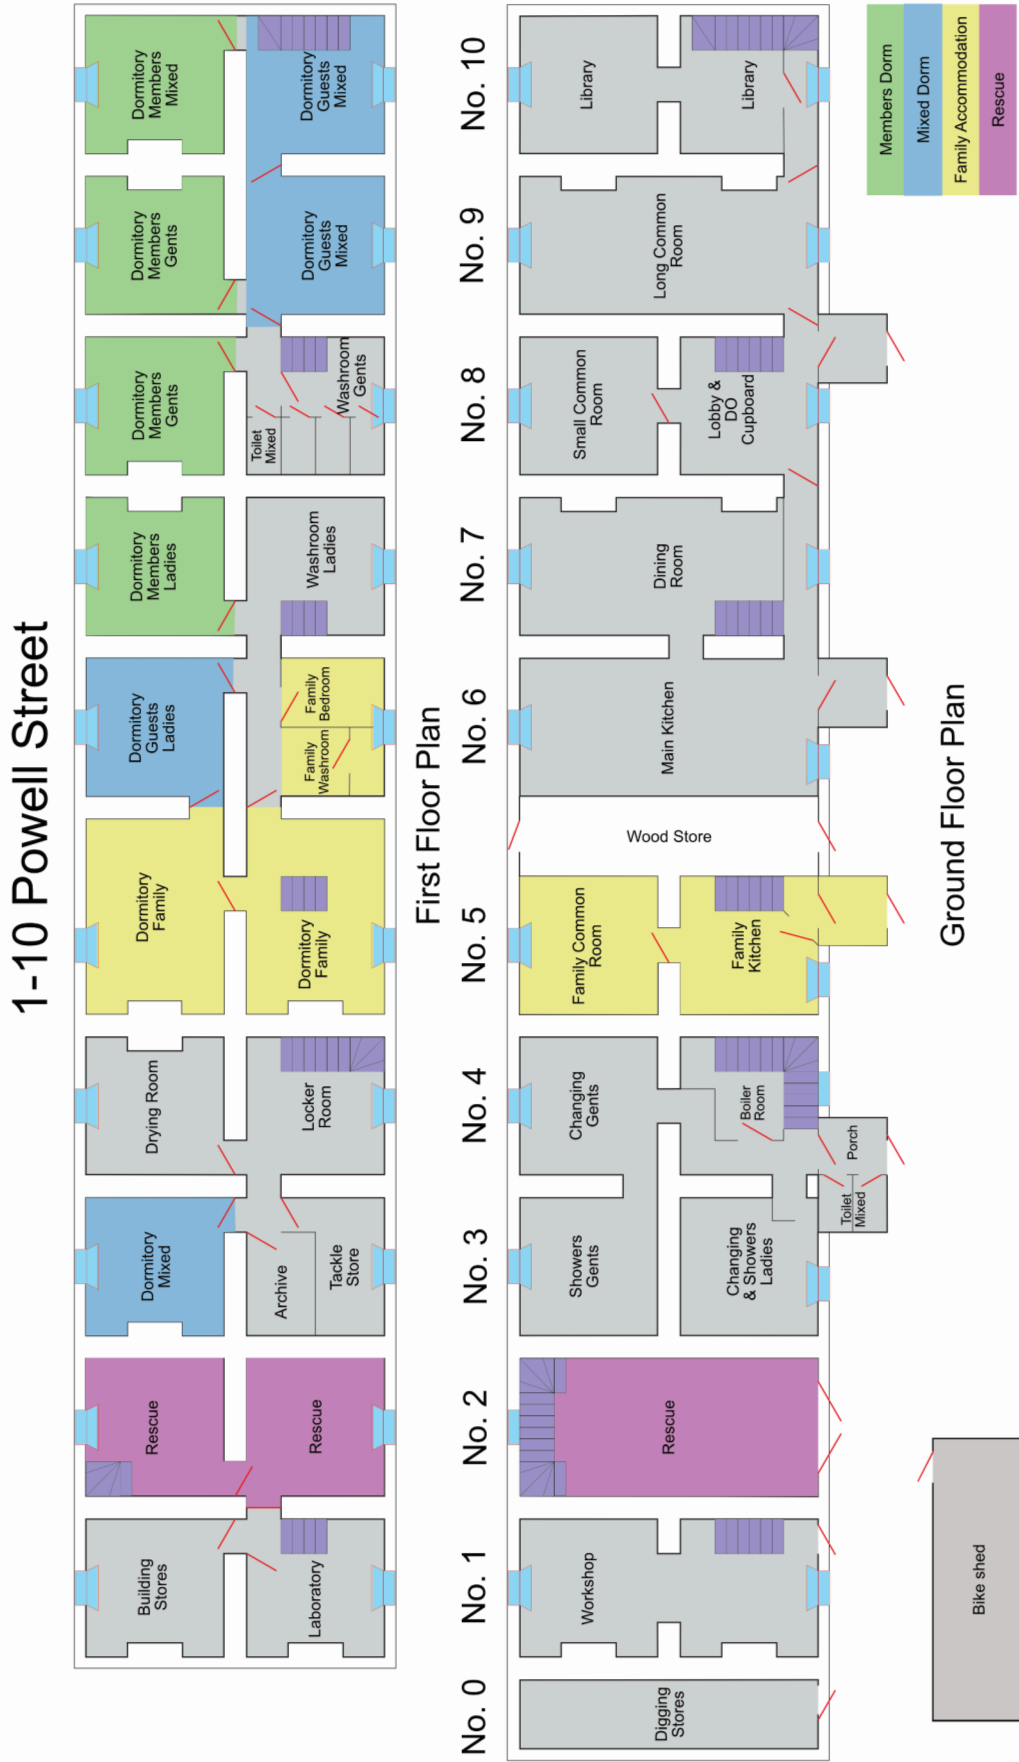 1-10 Powell Street
Building
Stores
Rescue
Dormitory
Mixed
Drying Room
Dormitory
Family
Dormitory
Guests
Ladies
Dormitory
Members
Ladies
Dormitory
Members
Gents
Dormitory
Members
Gents
Dormitory
Members
Mixed
Laboratory
Rescue
Archive
Tackle
Store
Locker
Room
Dormitory
Family
Family
Washroom
Family
Bedroom
Washroom
Ladies
Toilet
Mixed
Washroom
Gents
Dormitory
Guests
Mixed
Dormitory
Guests
Mixed
First Floor Plan
No. 0
No. 1
No. 2
No. 3
No. 4
No. 5
No. 6
No. 7
No. 8
No. 9
No. 10
Digging
Stores
Workshop
Rescue
Showers
Gents
Changing
& Showers
Ladies
Changing
Gents
Boiler
Room
Toilet
Mixed
Porch
Family Common
Room
Family
Kitchen
Wood Store
Main Kitchen
Dining
Room
Small Common
Room
Lobby &
DO
Cupboard
Long Common
Room
Library
Library
Ground Floor Plan
Bike shed
Members Dorm
Mixed Dorm
Family Accommodation
Rescue